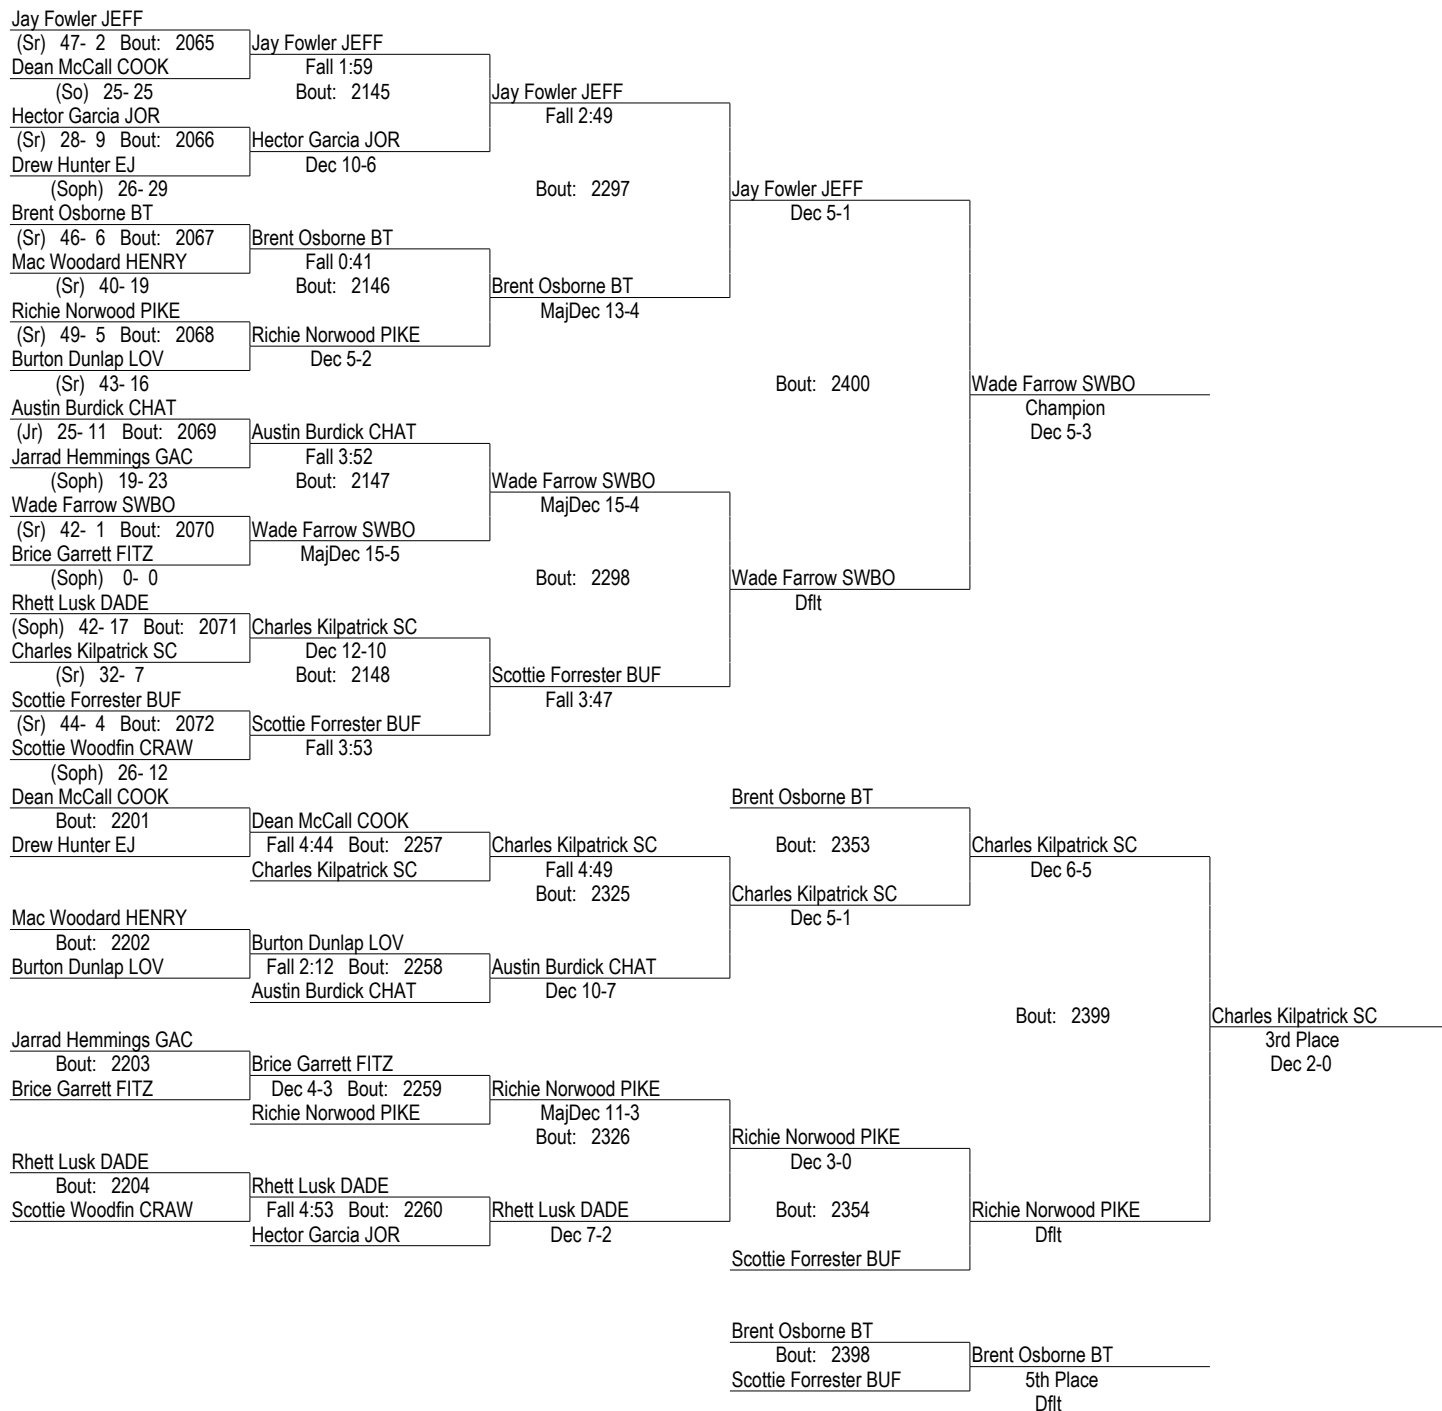 Jay Fowler JEFF
(Sr) 47- 2 Bout: 2065
Jay Fowler JEFF
Dean McCall COOK
Fall 1:59
(So) 25- 25
Bout: 2145
Jay Fowler JEFF
Hector Garcia JOR
Fall 2:49
(Sr) 28- 9 Bout: 2066
Hector Garcia JOR
Drew Hunter EJ
Dec 10-6
(Soph) 26- 29
Bout: 2297
Jay Fowler JEFF
Brent Osborne BT
Dec 5-1
(Sr) 46- 6 Bout: 2067
Brent Osborne BT
Mac Woodard HENRY
Fall 0:41
(Sr) 40- 19
Bout: 2146
Brent Osborne BT
Richie Norwood PIKE
MajDec 13-4
(Sr) 49- 5 Bout: 2068
Richie Norwood PIKE
Burton Dunlap LOV
Dec 5-2
(Sr) 43- 16
Bout: 2400
Wade Farrow SWBO
Austin Burdick CHAT
Champion
(Jr) 25- 11 Bout: 2069
Austin Burdick CHAT
Dec 5-3
Jarrad Hemmings GAC
Fall 3:52
(Soph) 19- 23
Bout: 2147
Wade Farrow SWBO
Wade Farrow SWBO
MajDec 15-4
(Sr) 42- 1 Bout: 2070
Wade Farrow SWBO
Brice Garrett FITZ
MajDec 15-5
(Soph) 0- 0
Bout: 2298
Wade Farrow SWBO
Rhett Lusk DADE
Dflt
(Soph) 42- 17 Bout: 2071
Charles Kilpatrick SC
Charles Kilpatrick SC
Dec 12-10
(Sr) 32- 7
Bout: 2148
Scottie Forrester BUF
Scottie Forrester BUF
Fall 3:47
(Sr) 44- 4 Bout: 2072
Scottie Forrester BUF
Scottie Woodfin CRAW
Fall 3:53
(Soph) 26- 12
Dean McCall COOK
Brent Osborne BT
Bout: 2201
Dean McCall COOK
Drew Hunter EJ
Fall 4:44 Bout: 2257
Charles Kilpatrick SC
Bout: 2353
Charles Kilpatrick SC
Charles Kilpatrick SC
Fall 4:49
Dec 6-5
Bout: 2325
Charles Kilpatrick SC
Mac Woodard HENRY
Dec 5-1
Bout: 2202
Burton Dunlap LOV
Burton Dunlap LOV
Fall 2:12 Bout: 2258
Austin Burdick CHAT
Austin Burdick CHAT
Dec 10-7
Bout: 2399
Charles Kilpatrick SC
Jarrad Hemmings GAC
3rd Place
Bout: 2203
Brice Garrett FITZ
Dec 2-0
Brice Garrett FITZ
Dec 4-3 Bout: 2259
Richie Norwood PIKE
Richie Norwood PIKE
MajDec 11-3
Bout: 2326
Richie Norwood PIKE
Rhett Lusk DADE
Dec 3-0
Bout: 2204
Rhett Lusk DADE
Scottie Woodfin CRAW
Fall 4:53 Bout: 2260
Rhett Lusk DADE
Bout: 2354
Richie Norwood PIKE
Hector Garcia JOR
Dec 7-2
Dflt
Scottie Forrester BUF
Brent Osborne BT
Bout: 2398
Brent Osborne BT
Scottie Forrester BUF
5th Place
Dflt